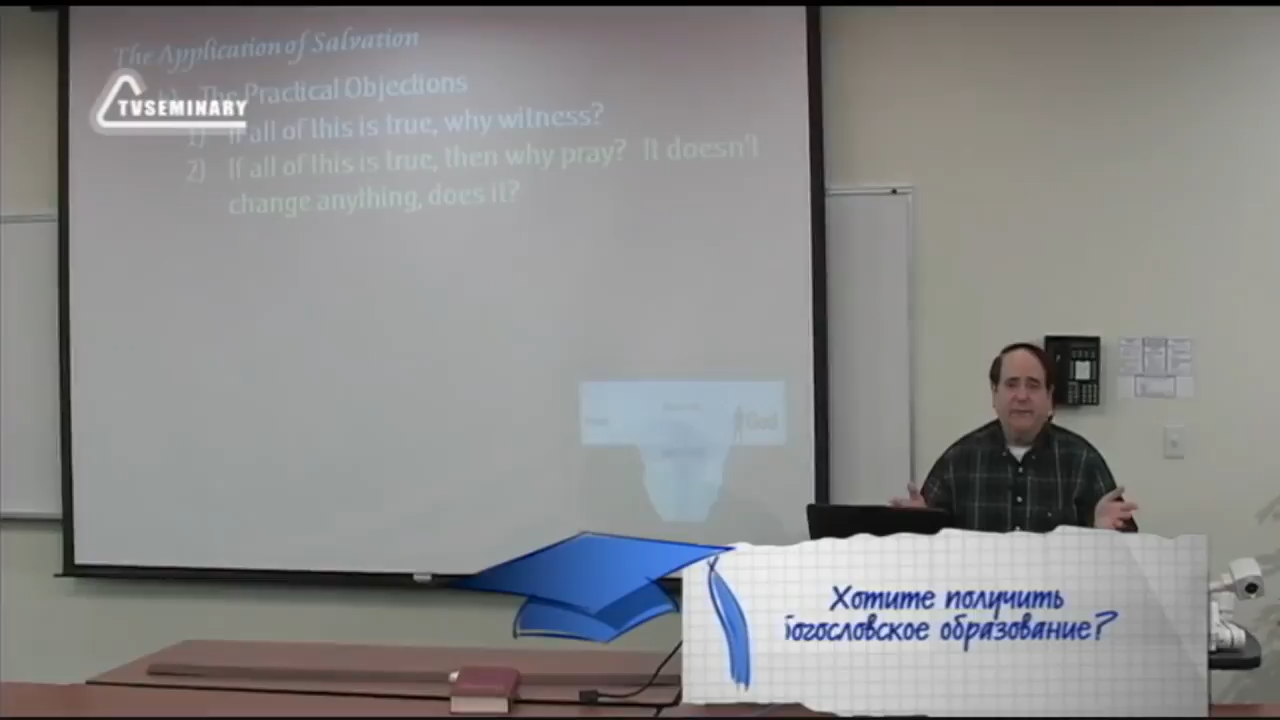 The Application of Salvation
TVSEMINARY
The Practical Objections
1) If all of this is true, why witness?
2) If all of this is true, then why pray? It doesn't
change anything, does it?
God
Хотите получить
богословское образование?